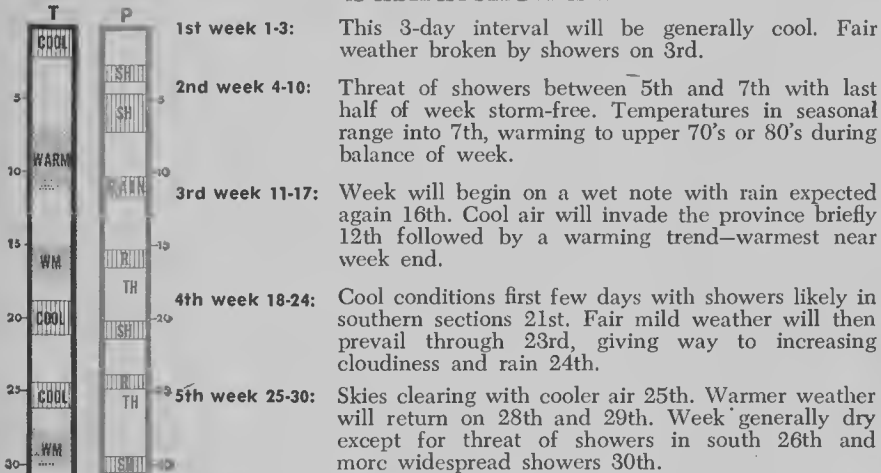 T P
COOL
SH
5 5
SH
WARM
10 10
RAIN
15 15
R
WM
TH
COOL
20 20
SH
R
25 25
COOL
TH
WM
30 30
SH
1st week 1-3: This 3-day interval will be generally cool. Fair
weather broken by showers on 3rd.
2nd week 4-10: Threat of showers between 5th and 7th with last
half of week storm-free. Temperatures in seasonal
range into 7th, warming to upper 70's or 80's during
balance of week.
3rd week 11-17: Week will begin on a wet note with rain expected
again 16th. Cool air will invade the province briefly
12th followed by a warming trend—warmest near
week end.
4th week 18-24: Cool conditions first few days with showers likely in
southern sections 21st. Fair mild weather will then
prevail through 23rd, giving way to increasing
cloudiness and rain 24th.
5th week 25-30: Skies clearing with cooler air 25th. Warmer weather
will return on 28th and 29th. Week generally dry
except for threat of showers in south 26th and
more widespread showers 30th.